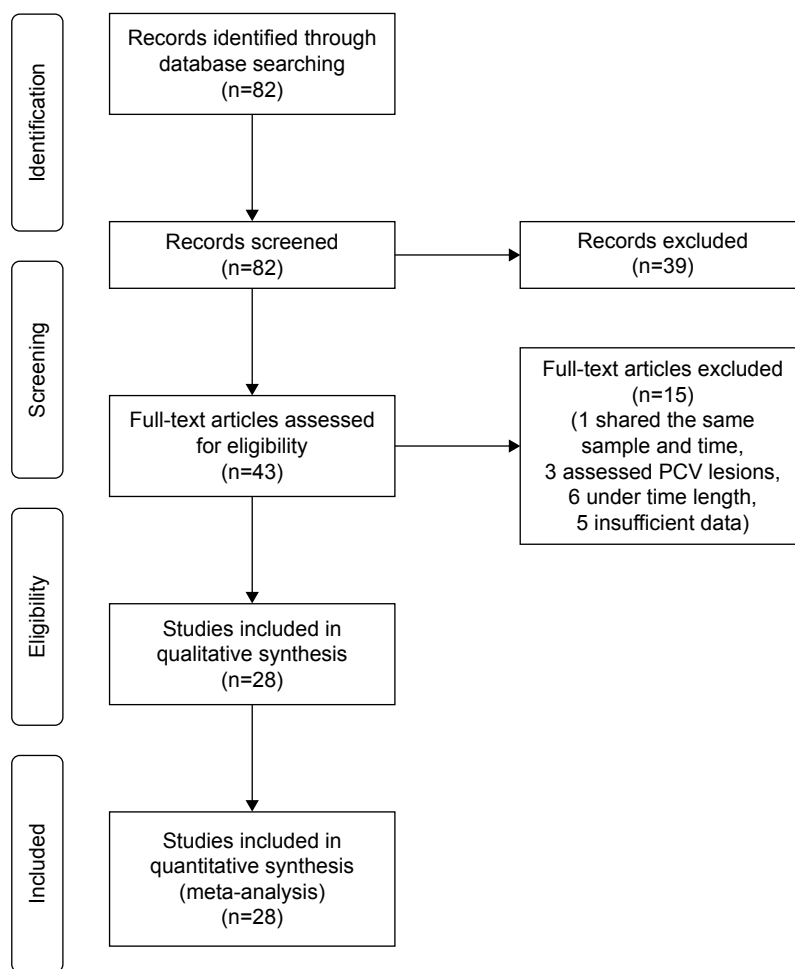 Identification
Records identified through
database searching
(n=82)
Screening
Records screened
(n=82)
Records excluded
(n=39)
Full-text articles assessed
for eligibility
(n=43)
Full-text articles excluded
(n=15)
(1 shared the same
sample and time,
3 assessed PCV lesions,
6 under time length,
5 insufficient data)
Eligibility
Studies included in
qualitative synthesis
(n=28)
Included
Studies included in
quantitative synthesis
(meta-analysis)
(n=28)